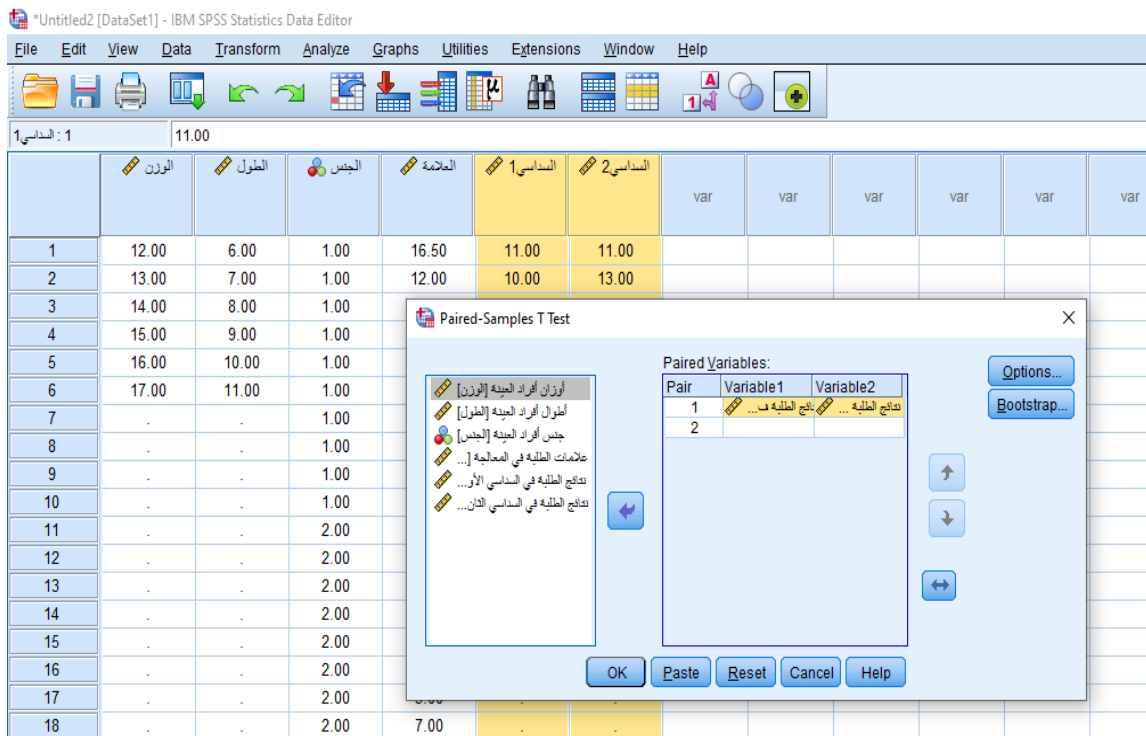 *Untitled2 [DataSet1] - IBM SPSS Statistics Data Editor
File Edit View Data Transform Analyze Graphs Utilities Extensions Window Help
1 : السداسي1 11.00
الوزن الطول الجنس العلامة السداسي1 السداسي2 var var var var var var
1 12.00 6.00 1.00 16.50 11.00 11.00
2 13.00 7.00 1.00 12.00 10.00 13.00
3 14.00 8.00 1.00
4 15.00 9.00 1.00
5 16.00 10.00 1.00
6 17.00 11.00 1.00
7 . . 1.00
8 . . 1.00
9 . . 1.00
10 . . 1.00
11 . . 2.00
12 . . 2.00
13 . . 2.00
14 . . 2.00
15 . . 2.00
16 . . 2.00
17 . . 2.00
18 . . 2.00 7.00 . .
Paired-Samples T Test
أوزان أفراد العينة [الوزن]
أطوال أفراد العينة [الطول]
جنس أفراد العينة [الجنس]
علامات الطلبة في المعالجة [...
نتائج الطلبة في السداسي الأو...
نتائج الطلبة في السداسي الثان...
Paired Variables:
Pair Variable1 Variable2
1 نتائج الطلبة ف... نتائج الطلبة ...
2
Options...
Bootstrap...
OK Paste Reset Cancel Help